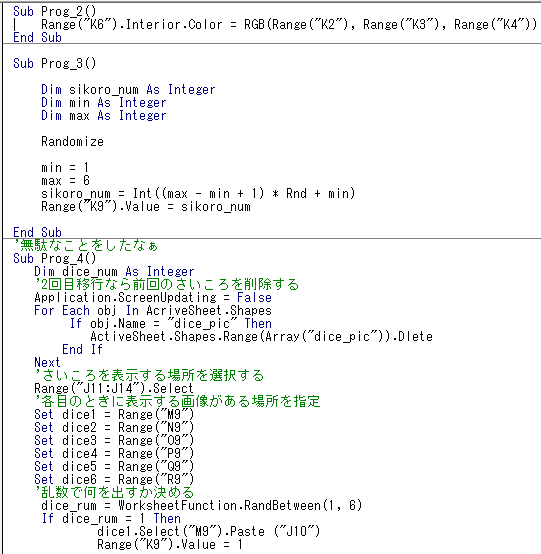 Sub Prog_2()
Range("K6").Interior.Color = RGB(Range("K2"), Range("K3"), Range("K4"))
End Sub
Sub Prog_3()
Dim sikoro_num As Integer
Dim min As Integer
Dim max As Integer
Randomize
min = 1
max = 6
sikoro_num = Int((max - min + 1) * Rnd + min)
Range("K9").Value = sikoro_num
End Sub
'無駄なことをしたなぁ
Sub Prog_4()
Dim dice_num As Integer
'2回目移行なら前回のさいころを削除する
Application.ScreenUpdating = False
For Each obj In AcriveSheet.Shapes
If obj.Name = "dice_pic" Then
ActiveSheet.Shapes.Range(Array("dice_pic")).Dlete
End If
Next
'さいころを表示する場所を選択する
Range("J11:J14").Select
'各目のときに表示する画像がある場所を指定
Set dice1 = Range("M9")
Set dice2 = Range("N9")
Set dice3 = Range("O9")
Set dice4 = Range("P9")
Set dice5 = Range("Q9")
Set dice6 = Range("R9")
'乱数で何を出すか決める
dice_rum = WorksheetFunction.RandBetween(1, 6)
If dice_rum = 1 Then
dice1.Select("M9").Paste ("J10")
Range("K9").Value = 1